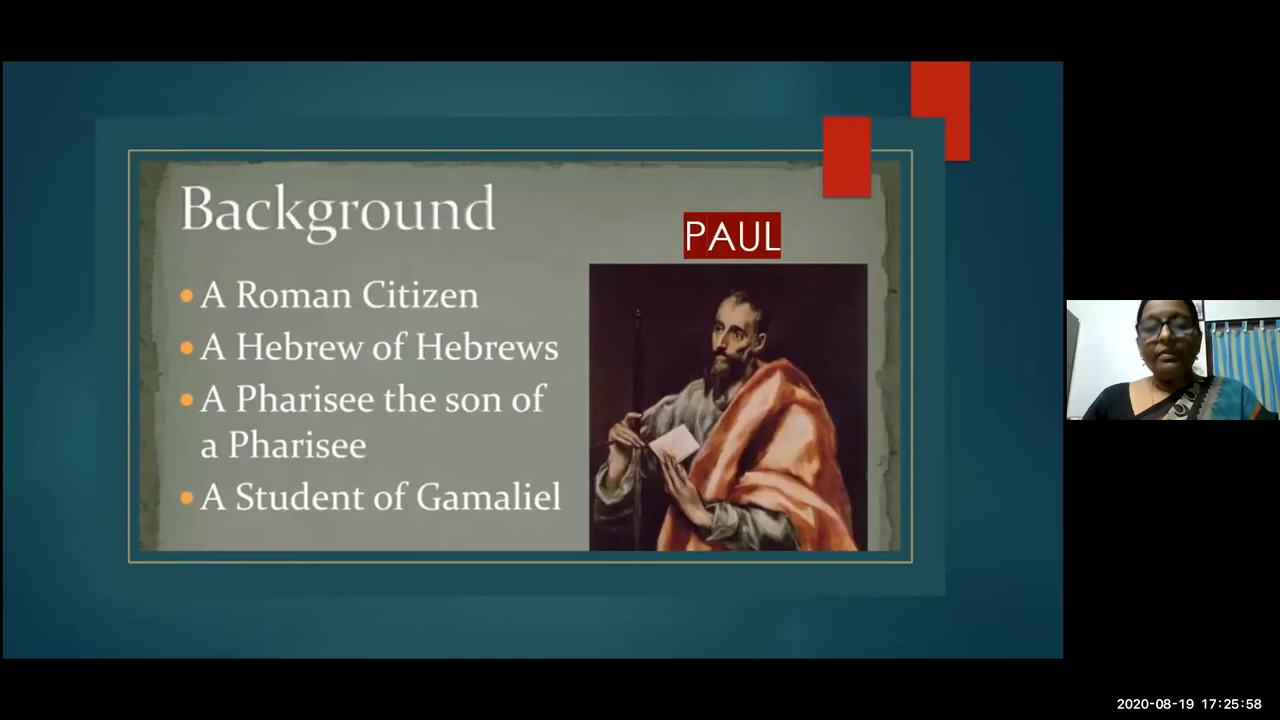 Background
PAUL
• A Roman Citizen
• A Hebrew of Hebrews
• A Pharisee the son of
a Pharisee
• A Student of Gamaliel
2020-08-19 17:25:58